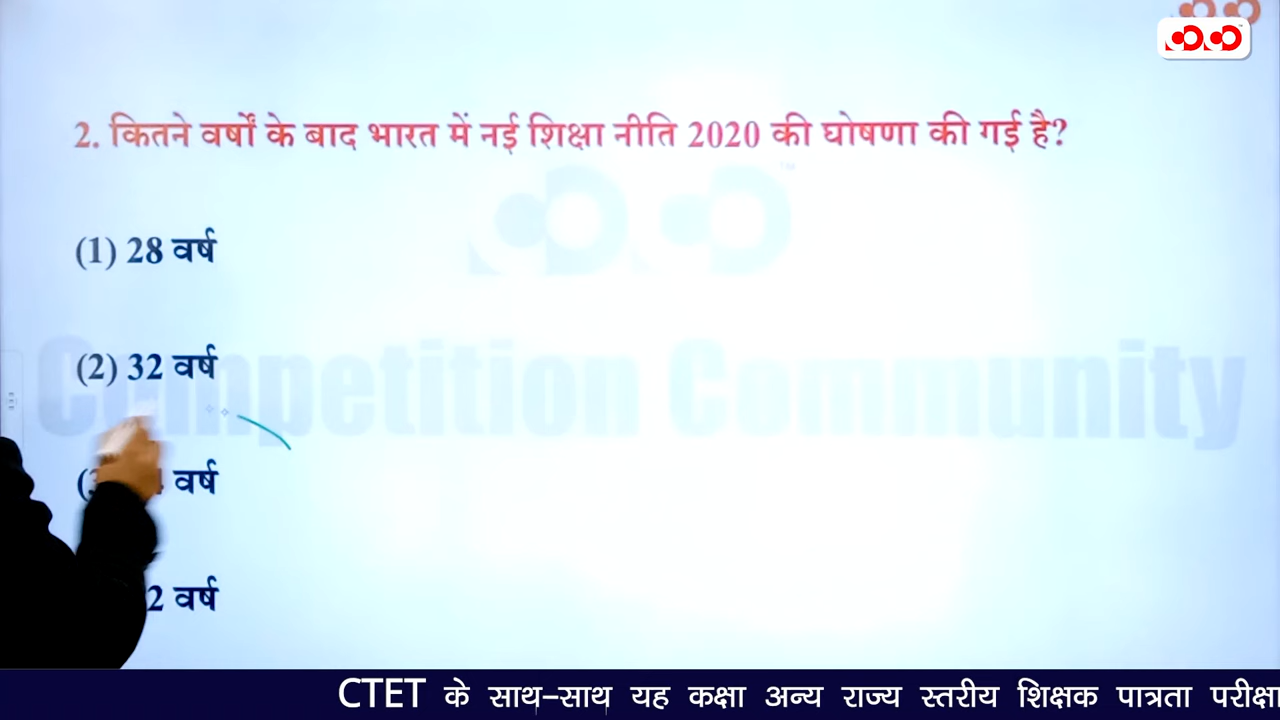 2. कितने वर्षों के बाद भारत में नई शिक्षा नीति 2020 की घोषणा की गई है?
(1) 28 वर्ष
(2) 32 वर्ष
Competition Community
वर्ष
वर्ष
CTET के साथ-साथ यह कक्षा अन्य राज्य स्तरीय शिक्षक पात्रता परीक्षा